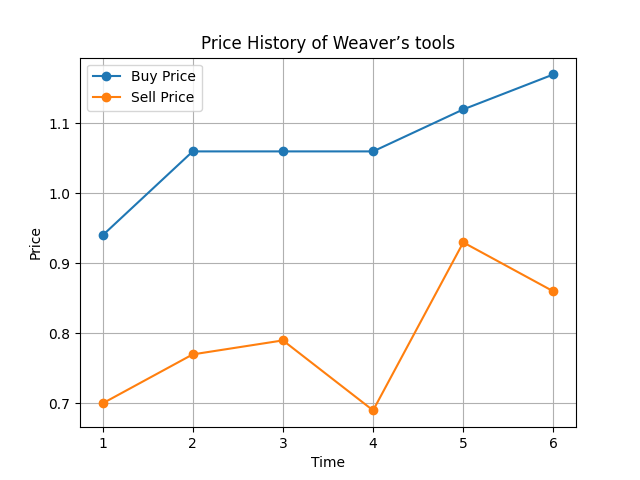 Price History of Weaver’s tools
Buy Price
Sell Price
1.1
1.0
0.9
0.8
0.7
Price
1 2 3 4 5 6
Time